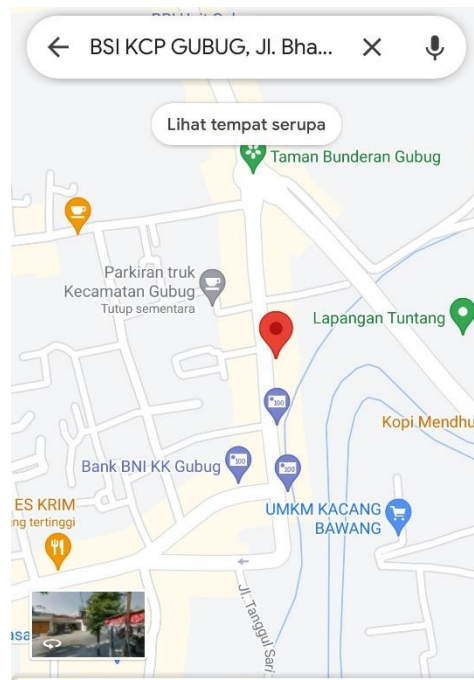 BSI KCP GUBUG, Jl. Bha...
Lihat tempat serupa
Taman Bunderan Gubug
Parkiran truk
Kecamatan Gubug
Tutup sementara
Lapangan Tuntang
Kopi Mendhu
Bank BNI KK Gubug
ES KRIM
ng tertinggi
UMKM KACANG
BAWANG
Jl. Tanggul Sari
asa